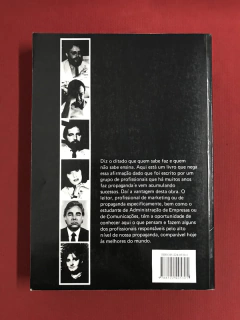 Diz o ditado que quem sabe faz e quem
não sabe ensina. Aqui está um livro que nega
essa afirmação dado que foi escrito por um
grupo de profissionais que há muitos anos
faz propaganda e vem acumulando
sucessos. Daí a vantagem desta obra. O
leitor, profissional de marketing ou de
propaganda especificamente, bem como o
estudante de Administração de Empresas ou
de Comunicações, têm a oportunidade de
conhecer aqui o que pensam e fazem alguns
dos profissionais responsáveis pelo alto
nível de nossa propaganda, comparável hoje
às melhores do mundo.